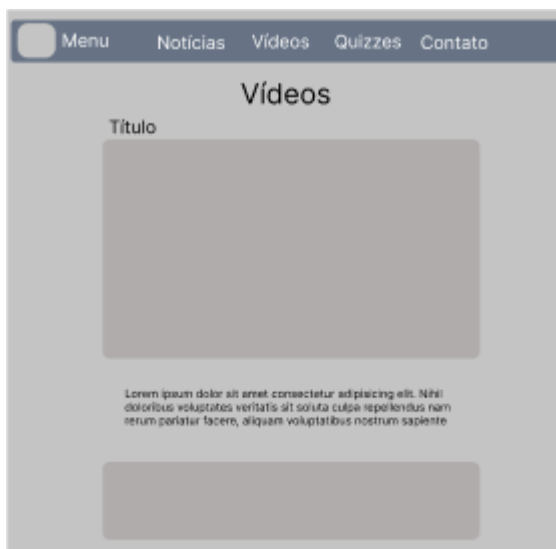 Menu Notícias Vídeos Quizzes Contato
Vídeos
Título
Lorem ipsum dolor sit amet consectetur adipisicing elit. Nihil
doloribus voluptates veritatis sit soluta culpa repellendus nam
rerum pariatur facere, aliquam voluptatibus nostrum sapiente